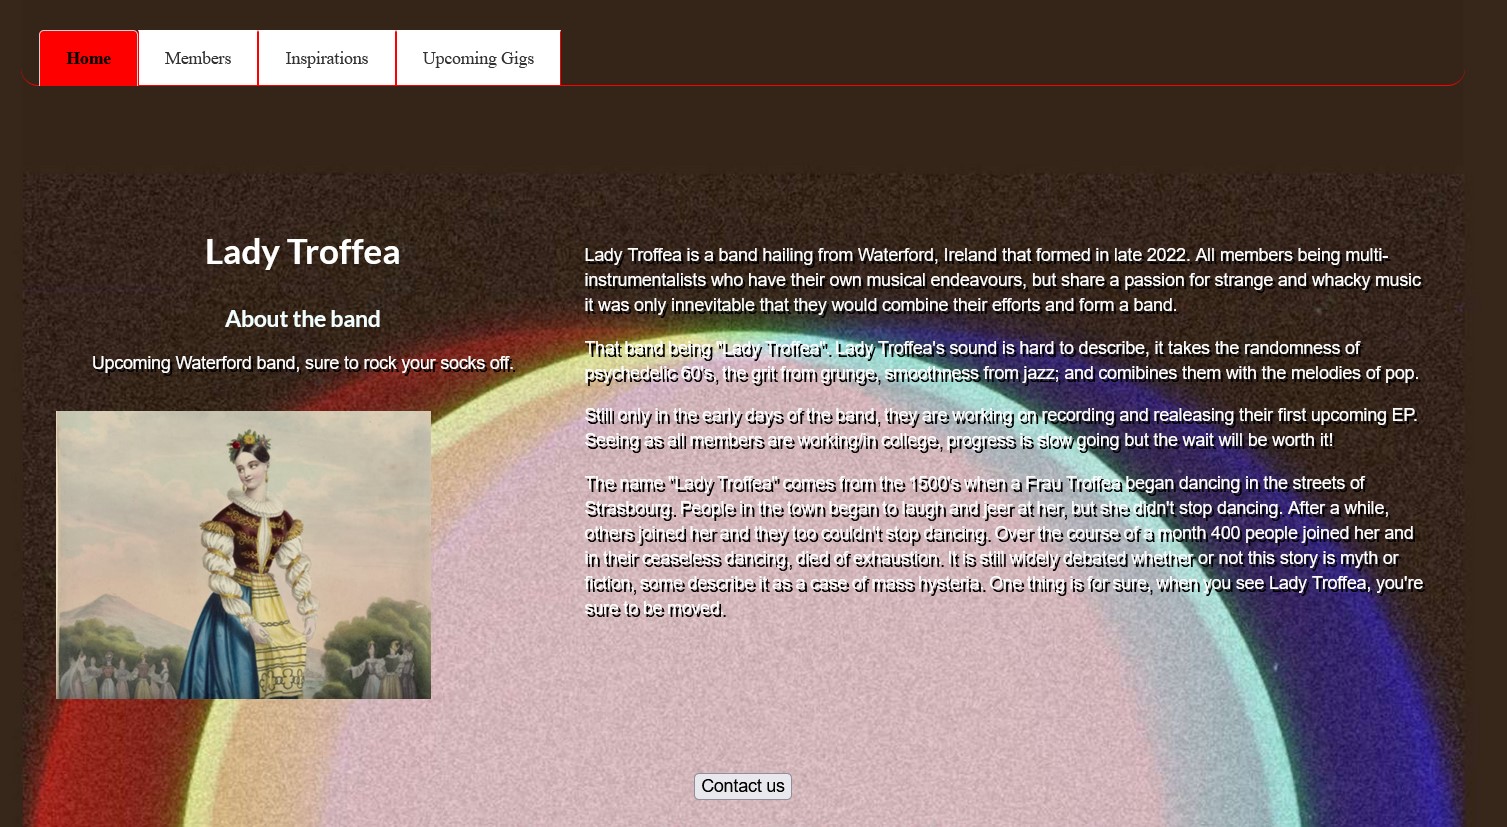 Home
Members
Inspirations
Upcoming Gigs
Lady Troffea
About the band
Upcoming Waterford band, sure to rock your socks off.
Lady Troffea is a band hailing from Waterford, Ireland that formed in late 2022. All members being multi-
instrumentalists who have their own musical endeavours, but share a passion for strange and whacky music
it was only innevitable that they would combine their efforts and form a band.
That band being "Lady Troffea". Lady Troffea's sound is hard to describe, it takes the randomness of
psychedelic 60's, the grit from grunge, smoothness from jazz; and comibines them with the melodies of pop.
Still only in the early days of the band, they are working on recording and realeasing their first upcoming EP.
Seeing as all members are working/in college, progress is slow going but the wait will be worth it!
The name "Lady Troffea" comes from the 1500's when a Frau Troffea began dancing in the streets of
Strasbourg. People in the town began to laugh and jeer at her, but she didn't stop dancing. After a while,
others joined her and they too couldn't stop dancing. Over the course of a month 400 people joined her and
in their ceaseless dancing, died of exhaustion. It is still widely debated whether or not this story is myth or
fiction, some describe it as a case of mass hysteria. One thing is for sure, when you see Lady Troffea, you're
sure to be moved.
Contact us